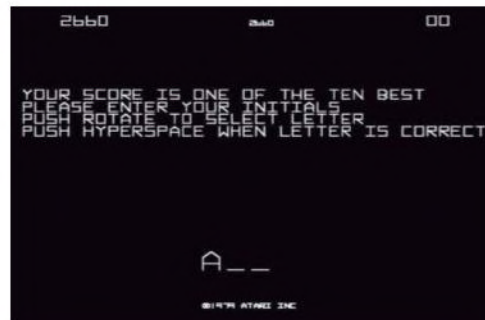 2660 2660 00
YOUR SCORE IS ONE OF THE TEN BEST
PLEASE ENTER YOUR INITIALS
PUSH ROTATE TO SELECT LETTER
PUSH HYPERSPACE WHEN LETTER IS CORRECT
A__
©1979 ATARI INC